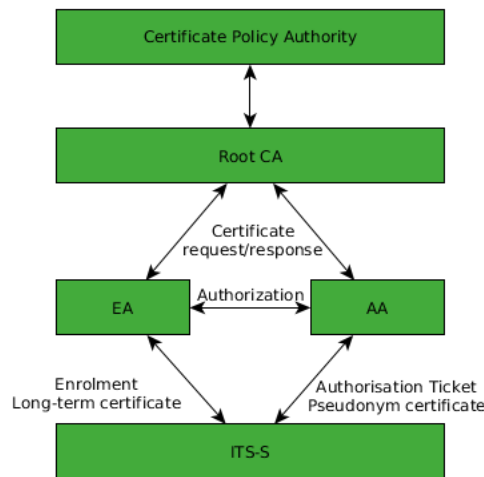 Certificate Policy Authority
Root CA
Certificate
request/response
EA
Authorization
AA
Enrolment
Long-term certificate
Authorisation Ticket
Pseudonym certificate
ITS-S